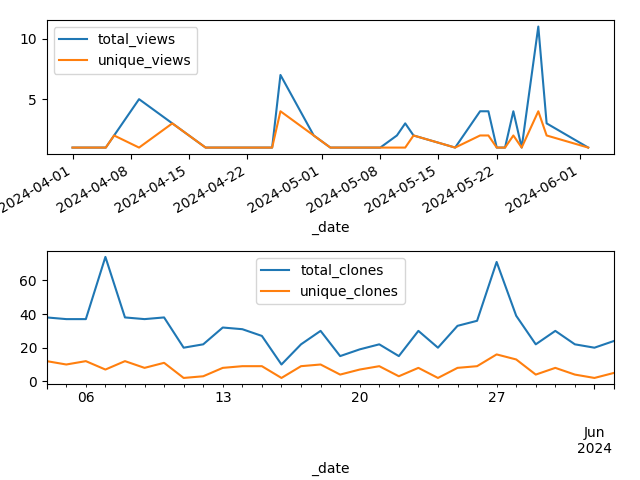 10
5
total_views
unique_views
2024-04-01
2024-04-08
2024-04-15
2024-04-22
2024-05-01
2024-05-08
2024-05-15
2024-05-22
2024-06-01
_date
60
40
20
0
total_clones
unique_clones
06
13
20
27
Jun
2024
_date